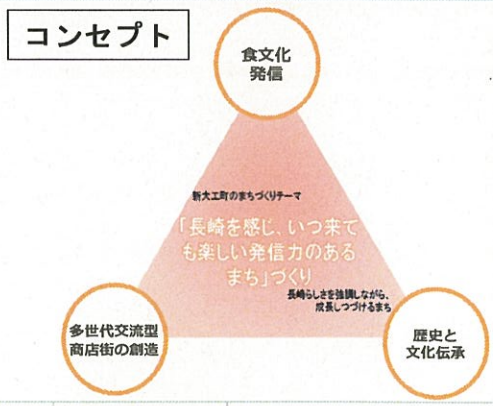 コンセプト
食文化
発信
新大工町のまちづくりテーマ
「長崎を感じ、いつ来て
も楽しい発信力のある
まち」づくり
長崎らしさを強調しながら、
成長しつづけるまち
多世代交流型
商店街の創造
歴史と
文化伝承